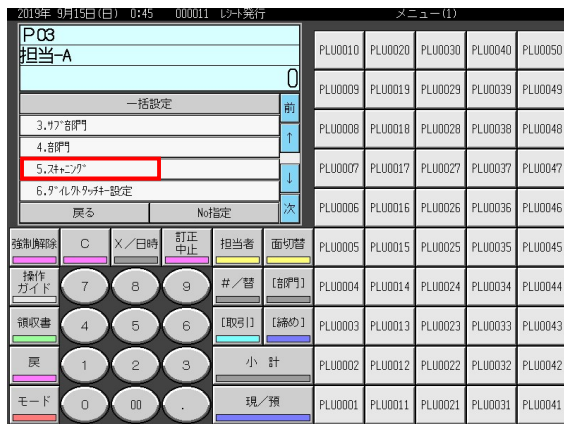 2019年 9月15日(日) 0:45 000011 ﾚｼｰﾄ発行
P03
担当-A
0
一括設定
前
3.ｻﾌﾞ部門
↑
4.部門
5.ｽｷｬﾆﾝｸﾞ
↓
6.ﾀﾞｲﾚｸﾄﾀｯﾁｷｰ設定
戻る No指定 次
強制解除 C X／日時 訂正中止 担当者 面切替
操作ガイド 7 8 9 #／替 [部門]
領収書 4 5 6 [取引] [締め]
戻 1 2 3 小 計
モード 0 00 . 現／預
メニュー(1)
PLU0010 PLU0020 PLU0030 PLU0040 PLU0050
PLU0009 PLU0019 PLU0029 PLU0039 PLU0049
PLU0008 PLU0018 PLU0028 PLU0038 PLU0048
PLU0007 PLU0017 PLU0027 PLU0037 PLU0047
PLU0006 PLU0016 PLU0026 PLU0036 PLU0046
PLU0005 PLU0015 PLU0025 PLU0035 PLU0045
PLU0004 PLU0014 PLU0024 PLU0034 PLU0044
PLU0003 PLU0013 PLU0023 PLU0033 PLU0043
PLU0002 PLU0012 PLU0022 PLU0032 PLU0042
PLU0001 PLU0011 PLU0021 PLU0031 PLU0041